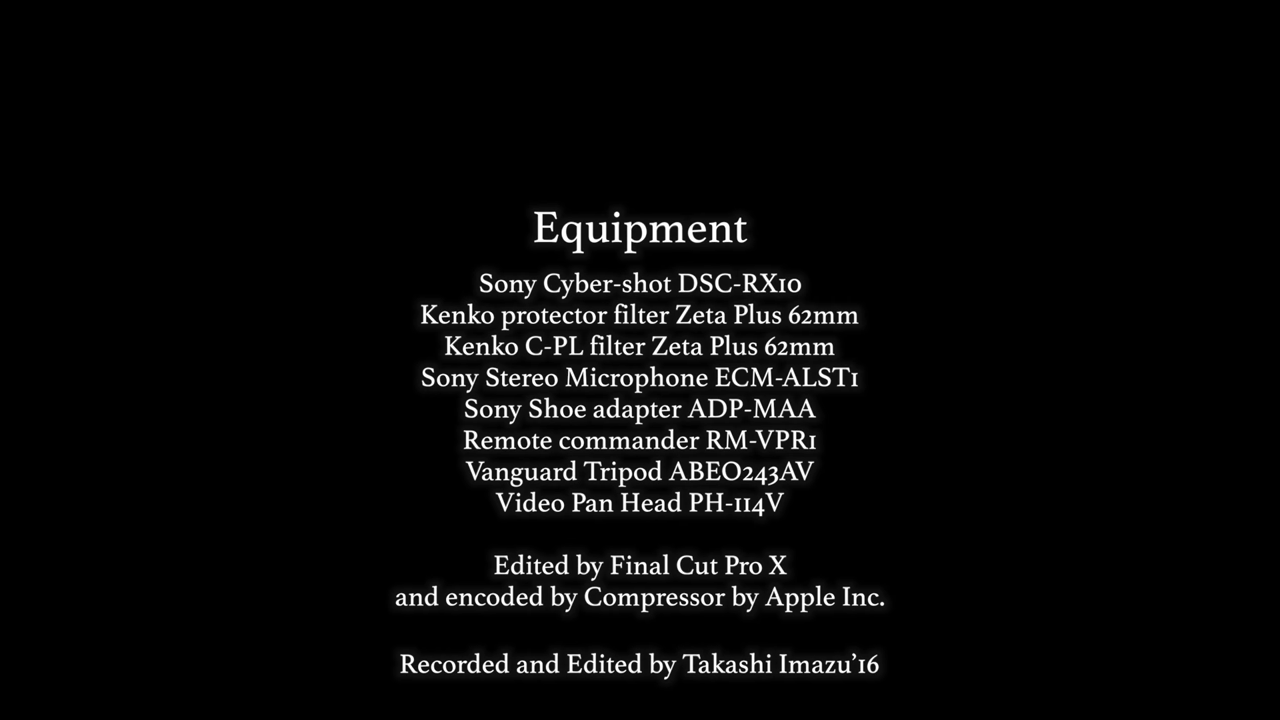 Equipment
Sony Cyber-shot DSC-RX10
Kenko protector filter Zeta Plus 62mm
Kenko C-PL filter Zeta Plus 62mm
Sony Stereo Microphone ECM-ALST1
Sony Shoe adapter ADP-MAA
Remote commander RM-VPR1
Vanguard Tripod ABEO243AV
Video Pan Head PH-114V
Edited by Final Cut Pro X
and encoded by Compressor by Apple Inc.
Recorded and Edited by Takashi Imazu’16